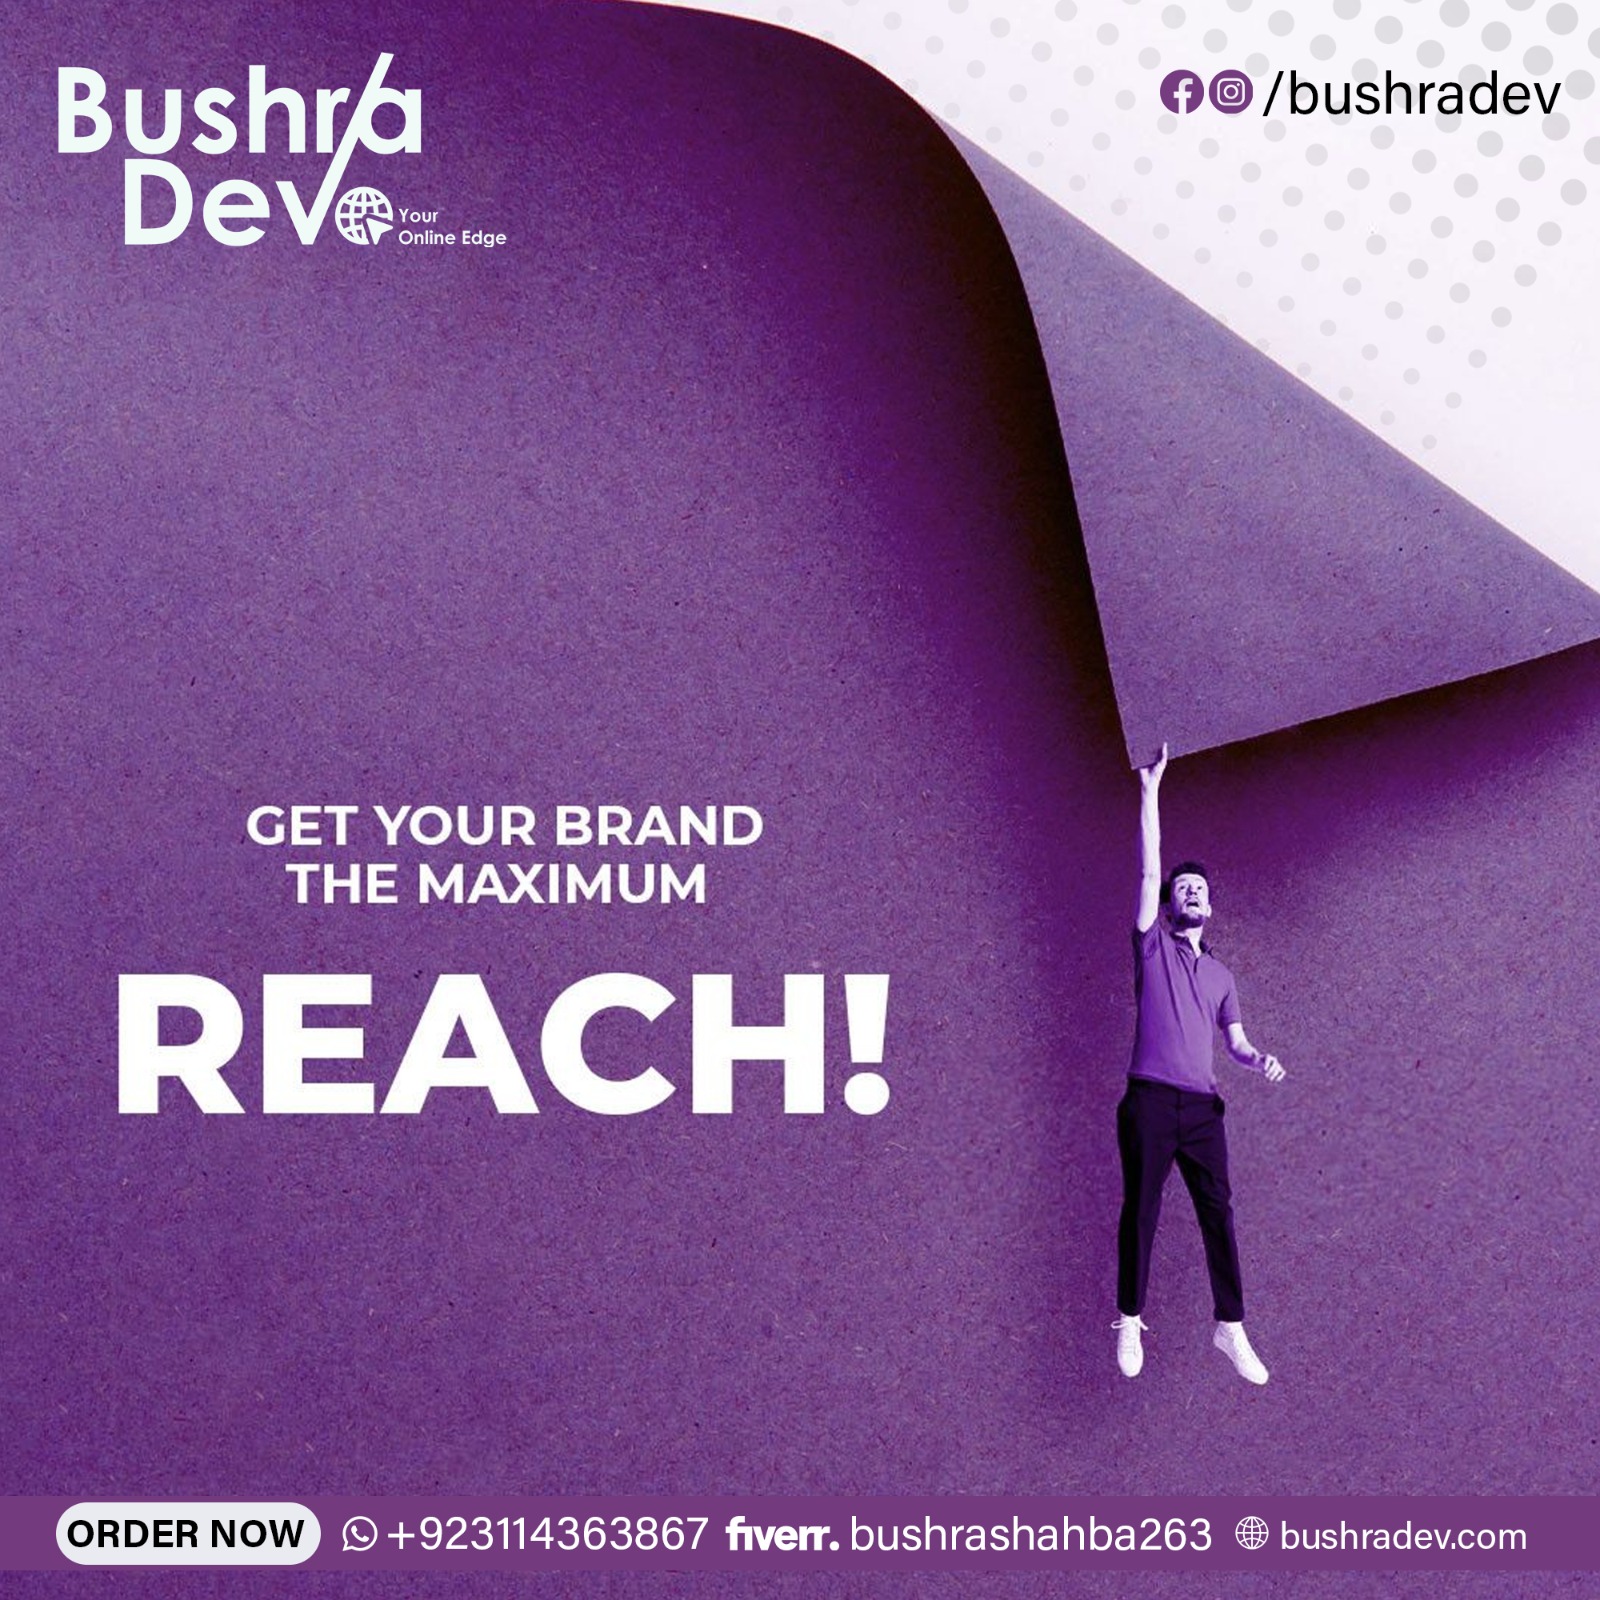 Bushra
Dev
Your
Online Edge
/bushradev
GET YOUR BRAND
THE MAXIMUM
REACH!
ORDER NOW +923114363867 fiverr. bushrashahba263 bushradev.com